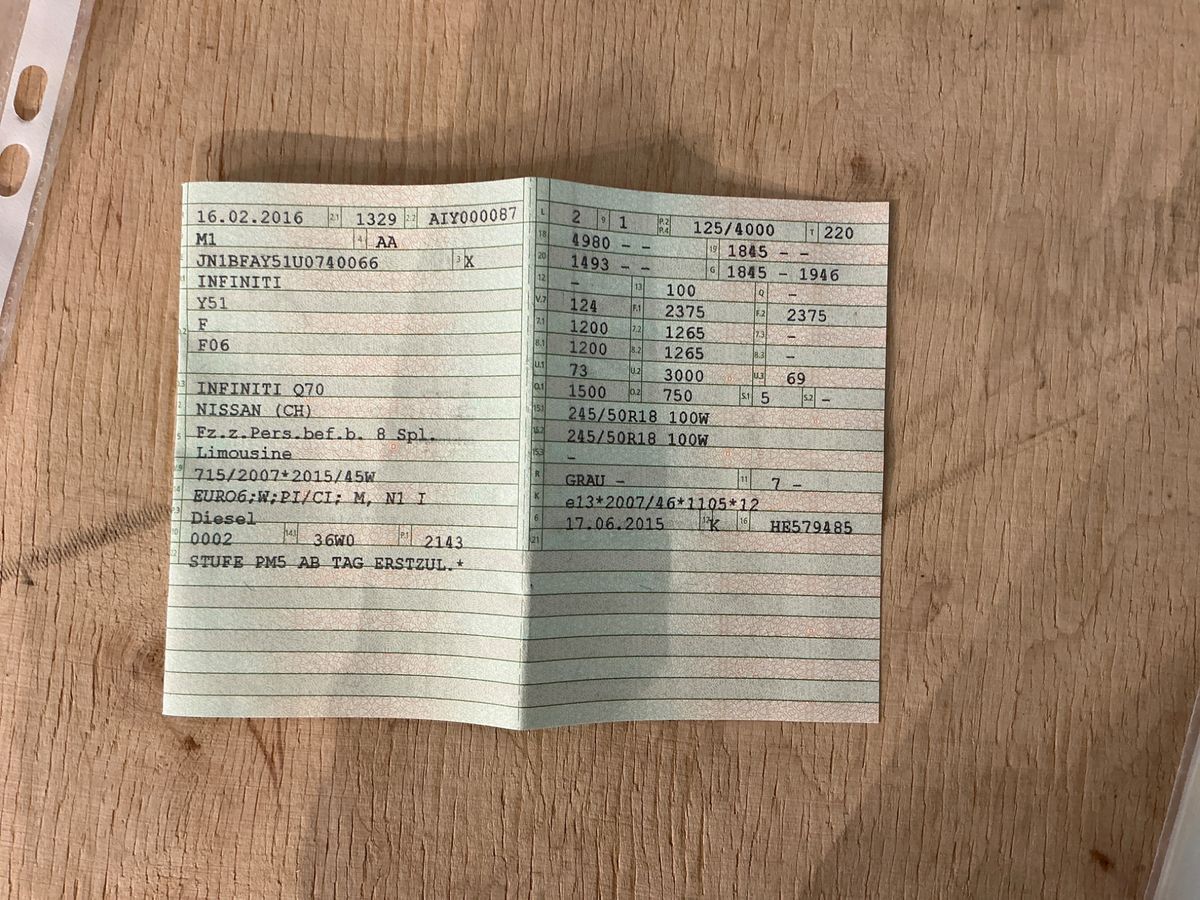 16.02.2016 2.1 1329 2.2 AIY000087
M1 4 AA
JN1BFAY51U0740066 3 X
INFINITI
Y51
F
F06
INFINITI Q70
NISSAN (CH)
Fz.z.Pers.bef.b. 8 Spl.
Limousine
715/2007*2015/45W
EURO6;W;PI/CI; M, N1 I
Diesel
0002 14.1 36W0 P.1 2143
STUFE PM5 AB TAG ERSTZUL.*
L 2 9 1 P.2 P.4 125/4000 T 220
18 4980 - - 19 1845 - -
20 1493 - - G 1845 - 1946
12 - 13 100 Q -
V.7 124 F.1 2375 F.2 2375
7.1 1200 7.2 1265 7.3 -
8.1 1200 8.2 1265 8.3 -
U.1 73 U.2 3000 U.3 69
O.1 1500 O.2 750 S.1 5 S.2 -
15.1 245/50R18 100W
15.2 245/50R18 100W
15.3 -
R GRAU - 11 7 -
K e13*2007/46*1105*12
6 17.06.2015 17 K 16 HE579485
21